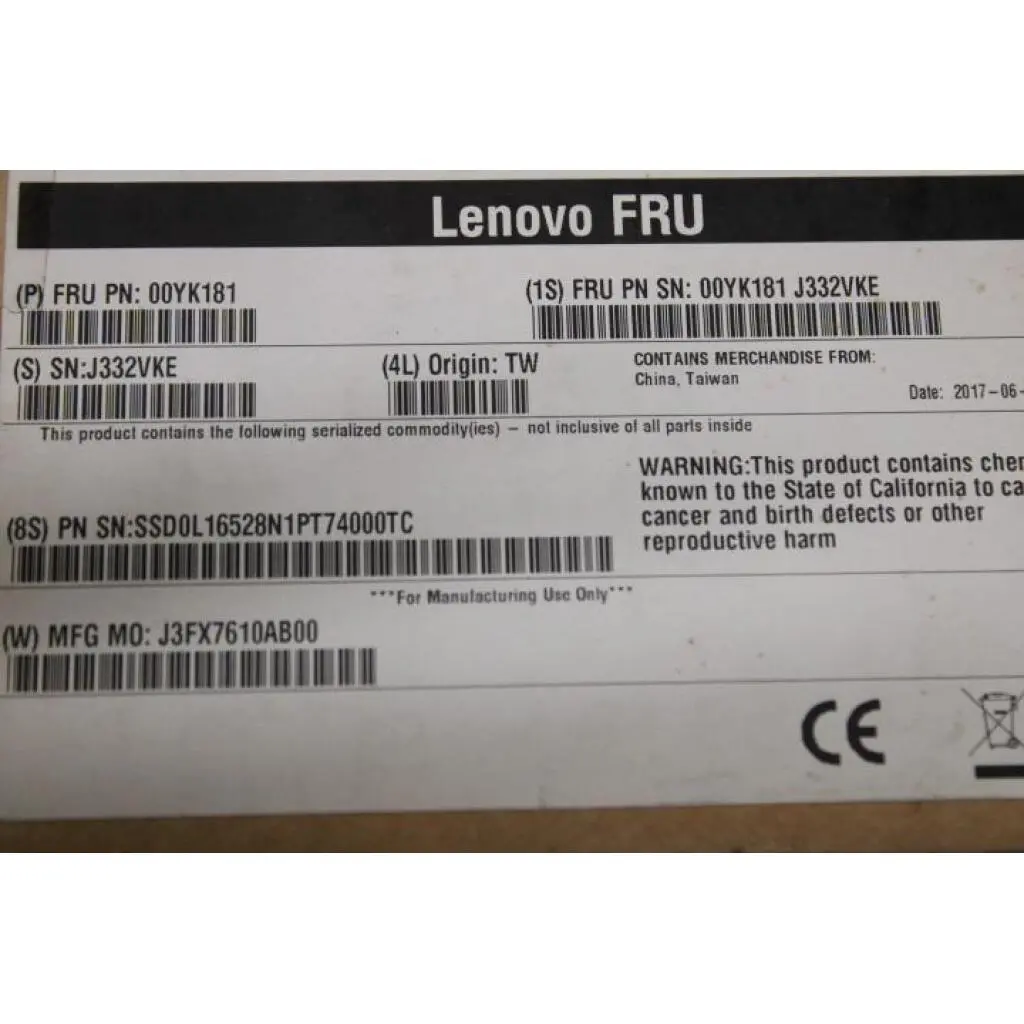 Lenovo FRU
(P) FRU PN: 00YK181
(1S) FRU PN SN: 00YK181 J332VKE
(S) SN:J332VKE
(4L) Origin: TW
CONTAINS MERCHANDISE FROM:
China, Taiwan
Date: 2017-06-
This product contains the following serialized commodity(ies) – not inclusive of all parts inside
WARNING:This product contains
known to the State of California to
cancer and birth defects or other
reproductive harm
(8S) PN SN:SSD0L16528N1PT74000TC
***For Manufacturing Use Only***
(W) MFG MO: J3FX7610AB00
CE